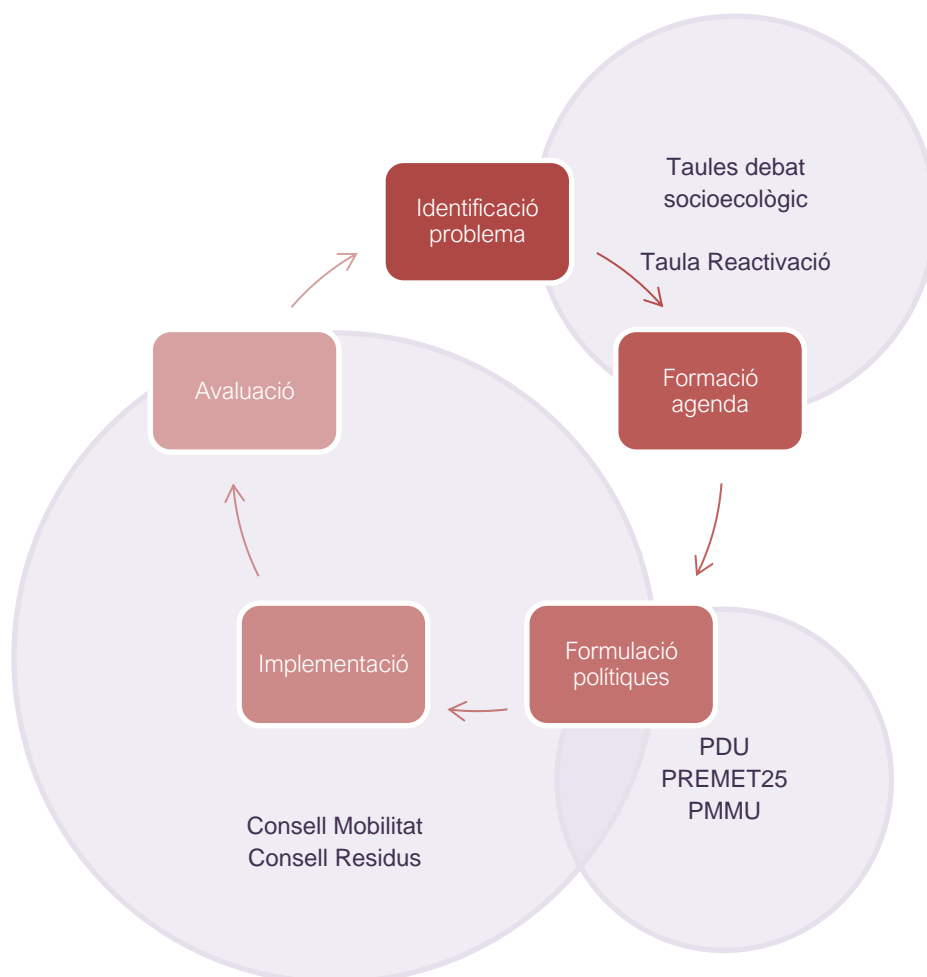 Taules debat
socioecològic
Taula Reactivació
Identificació
problema
Formació
agenda
Avaluació
Implementació
Formulació
polítiques
PDU
PREMET25
PMMU
Consell Mobilitat
Consell Residus